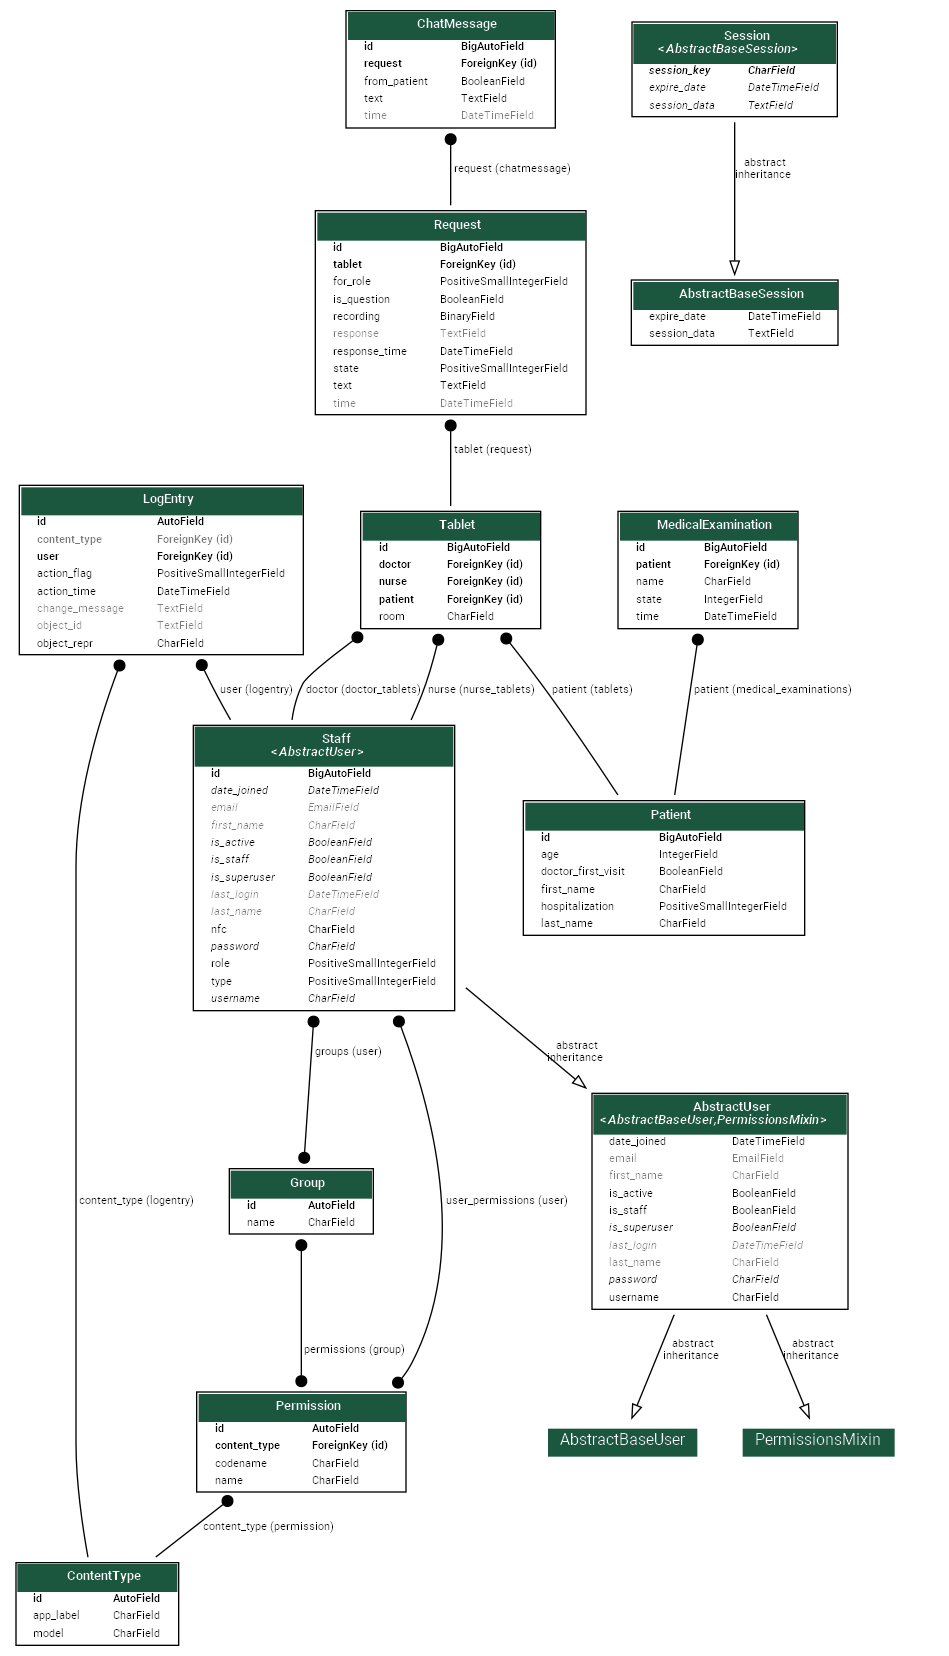 ChatMessage
id BigAutoField
request ForeignKey (id)
from_patient BooleanField
text TextField
time DateTimeField
Session
<AbstractBaseSession>
session_key CharField
expire_date DateTimeField
session_data TextField
request (chatmessage)
abstract
inheritance
Request
id BigAutoField
tablet ForeignKey (id)
for_role PositiveSmallIntegerField
is_question BooleanField
recording BinaryField
response TextField
response_time DateTimeField
state PositiveSmallIntegerField
text TextField
time DateTimeField
AbstractBaseSession
expire_date DateTimeField
session_data TextField
tablet (request)
LogEntry
id AutoField
content_type ForeignKey (id)
user ForeignKey (id)
action_flag PositiveSmallIntegerField
action_time DateTimeField
change_message TextField
object_id TextField
object_repr CharField
Tablet
id BigAutoField
doctor ForeignKey (id)
nurse ForeignKey (id)
patient ForeignKey (id)
room CharField
MedicalExamination
id BigAutoField
patient ForeignKey (id)
name CharField
state IntegerField
time DateTimeField
user (logentry)
doctor (doctor_tablets)
nurse (nurse_tablets)
patient (tablets)
patient (medical_examinations)
Staff
<AbstractUser>
id BigAutoField
date_joined DateTimeField
email EmailField
first_name CharField
is_active BooleanField
is_staff BooleanField
is_superuser BooleanField
last_login DateTimeField
last_name CharField
nfc CharField
password CharField
role PositiveSmallIntegerField
type PositiveSmallIntegerField
username CharField
Patient
id BigAutoField
age IntegerField
doctor_first_visit BooleanField
first_name CharField
hospitalization PositiveSmallIntegerField
last_name CharField
groups (user)
abstract
inheritance
AbstractUser
<AbstractBaseUser,PermissionsMixin>
date_joined DateTimeField
email EmailField
first_name CharField
is_active BooleanField
is_staff BooleanField
is_superuser BooleanField
last_login DateTimeField
last_name CharField
password CharField
username CharField
Group
id AutoField
name CharField
content_type (logentry)
user_permissions (user)
permissions (group)
abstract
inheritance
abstract
inheritance
Permission
id AutoField
content_type ForeignKey (id)
codename CharField
name CharField
AbstractBaseUser
PermissionsMixin
content_type (permission)
ContentType
id AutoField
app_label CharField
model CharField